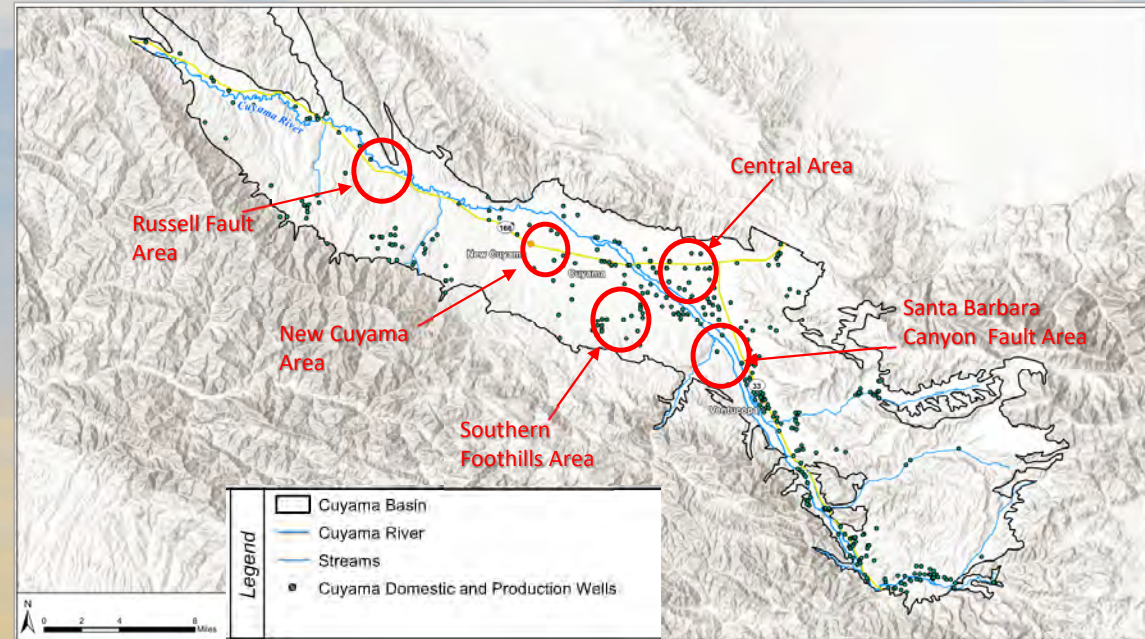 Cuyama River
Central Area
Russell Fault
Area
166
New Cuyama
Cuyama
Santa Barbara
Canyon Fault Area
New Cuyama
Area
33
Ventucopa
Southern
Foothills Area
Legend
Cuyama Basin
Cuyama River
Streams
Cuyama Domestic and Production Wells
N
0 2 4 8
Miles